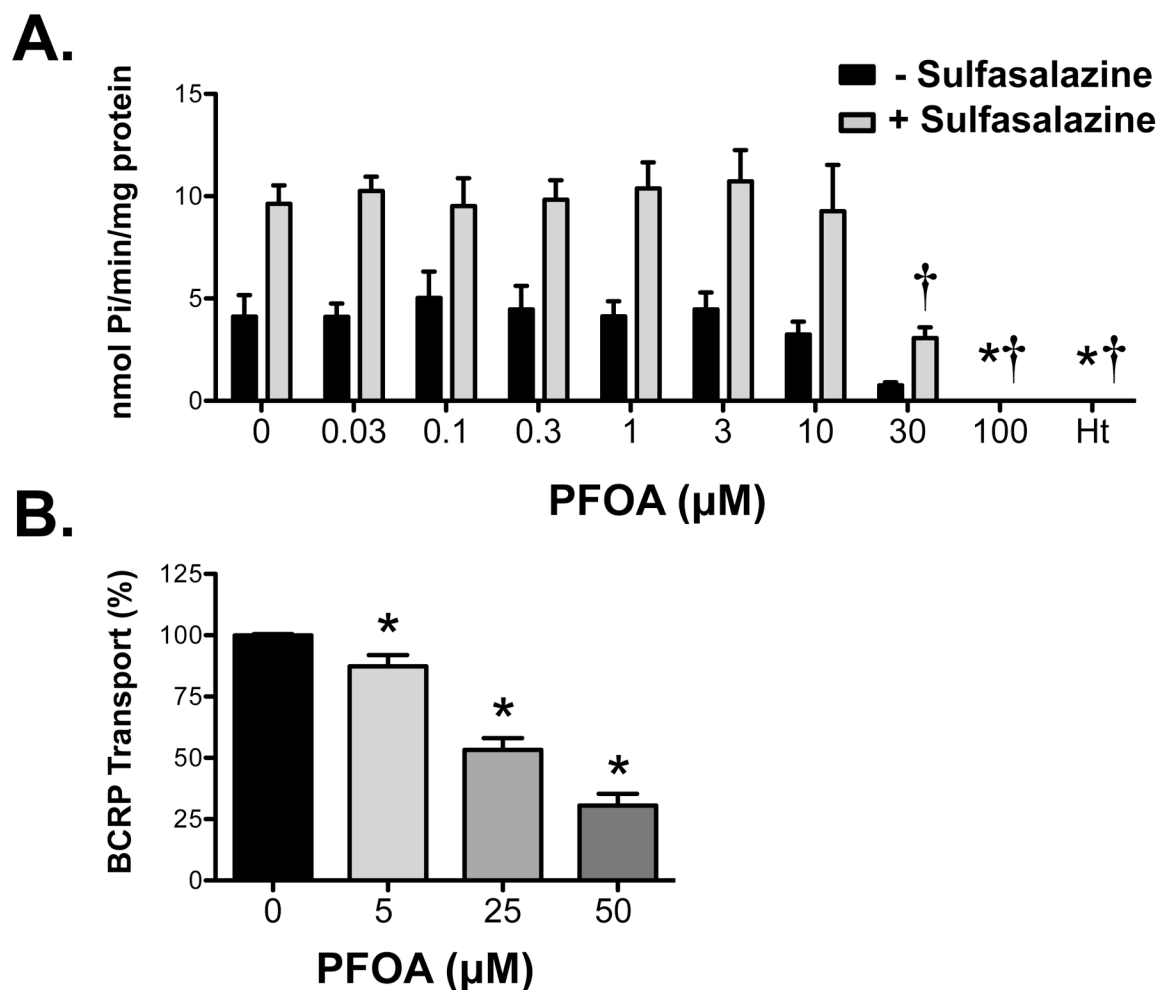 A.
- Sulfasalazine
+ Sulfasalazine
nmol Pi/min/mg protein
15
10
5
0
†
*† *†
0 0.03 0.1 0.3 1 3 10 30 100 Ht
PFOA (μM)
B.
BCRP Transport (%)
125
100
75
50
25
0
*
*
*
0 5 25 50
PFOA (μM)